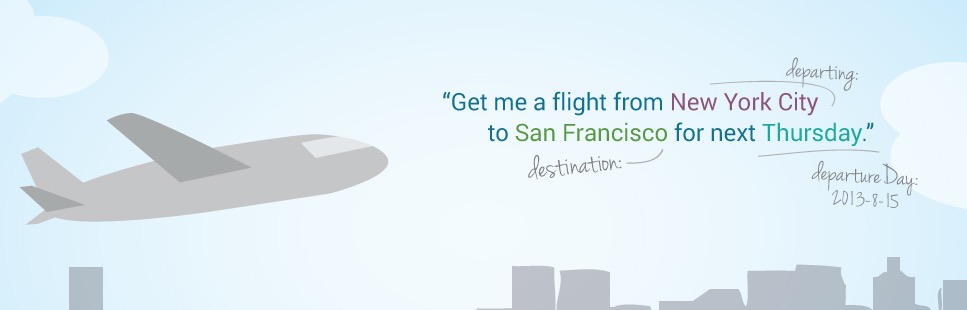 departing:
“Get me a flight from New York City
to San Francisco for next Thursday.”
destination:
departure Day:
2013-8-15